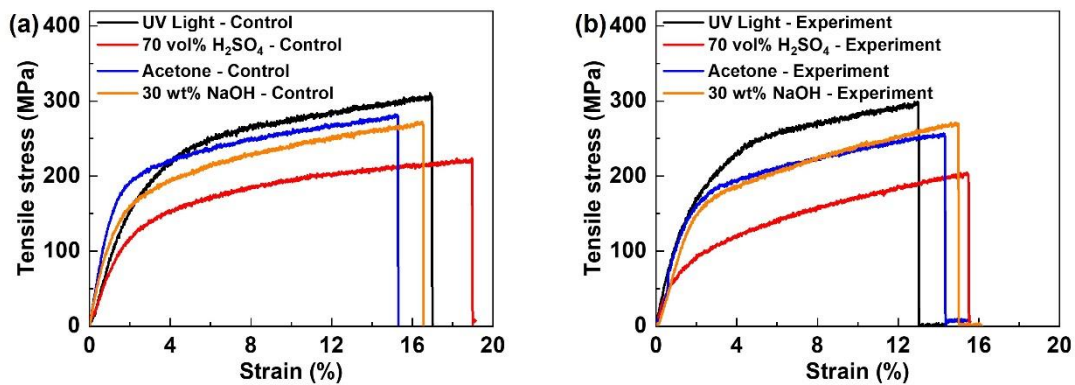 (a)
UV Light - Control
70 vol% H₂SO₄ - Control
Acetone - Control
30 wt% NaOH - Control
Tensile stress (MPa)
400
300
200
100
0
0 4 8 12 16 20
Strain (%)
(b)
UV Light - Experiment
70 vol% H₂SO₄ - Experiment
Acetone - Experiment
30 wt% NaOH - Experiment
Tensile stress (MPa)
400
300
200
100
0
0 4 8 12 16 20
Strain (%)